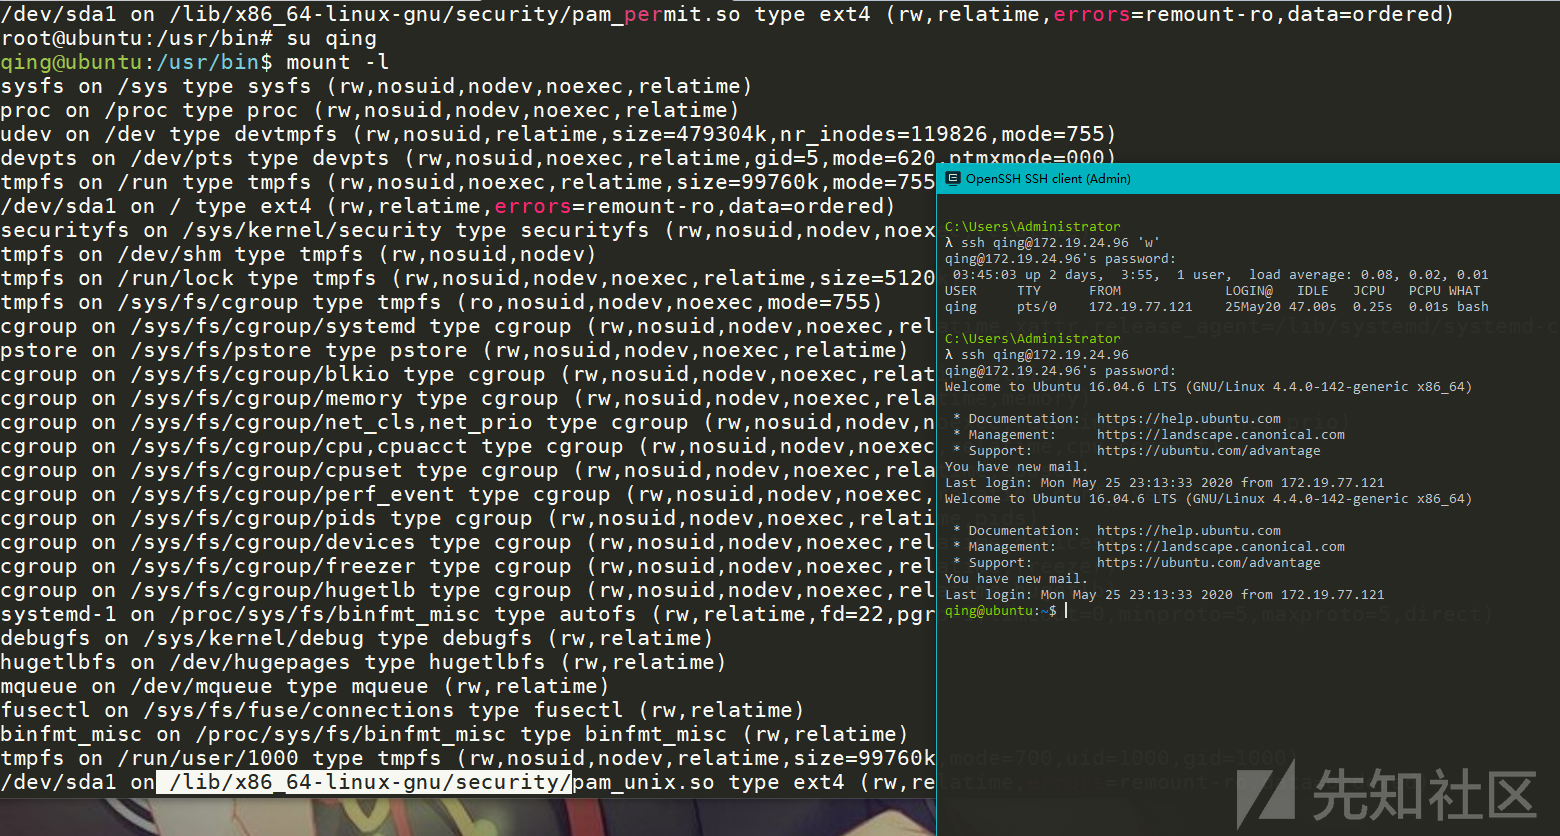 /dev/sda1 on /lib/x86_64-linux-gnu/security/pam_permit.so type ext4 (rw,relatime,errors=remount-ro,data=ordered)
root@ubuntu:/usr/bin# su qing
qing@ubuntu:/usr/bin$ mount -l
sysfs on /sys type sysfs (rw,nosuid,nodev,noexec,relatime)
proc on /proc type proc (rw,nosuid,nodev,noexec,relatime)
udev on /dev type devtmpfs (rw,nosuid,relatime,size=479304k,nr_inodes=119826,mode=755)
devpts on /dev/pts type devpts (rw,nosuid,noexec,relatime,gid=5,mode=620,ptmxmode=000)
tmpfs on /run type tmpfs (rw,nosuid,noexec,relatime,size=99760k,mode=755
/dev/sda1 on / type ext4 (rw,relatime,errors=remount-ro,data=ordered)
securityfs on /sys/kernel/security type securityfs (rw,nosuid,nodev,noex
tmpfs on /dev/shm type tmpfs (rw,nosuid,nodev)
tmpfs on /run/lock type tmpfs (rw,nosuid,nodev,noexec,relatime,size=5120
tmpfs on /sys/fs/cgroup type tmpfs (ro,nosuid,nodev,noexec,mode=755)
cgroup on /sys/fs/cgroup/systemd type cgroup (rw,nosuid,nodev,noexec,relatime,xattr,release_agent=/lib/systemd/systemd-c
pstore on /sys/fs/pstore type pstore (rw,nosuid,nodev,noexec,relatime)
cgroup on /sys/fs/cgroup/blkio type cgroup (rw,nosuid,nodev,noexec,relat
cgroup on /sys/fs/cgroup/memory type cgroup (rw,nosuid,nodev,noexec,relatime,memory)
cgroup on /sys/fs/cgroup/net_cls,net_prio type cgroup (rw,nosuid,nodev,n
cgroup on /sys/fs/cgroup/cpu,cpuacct type cgroup (rw,nosuid,nodev,noexec
cgroup on /sys/fs/cgroup/cpuset type cgroup (rw,nosuid,nodev,noexec,rela
cgroup on /sys/fs/cgroup/perf_event type cgroup (rw,nosuid,nodev,noexec,
cgroup on /sys/fs/cgroup/pids type cgroup (rw,nosuid,nodev,noexec,relatime,pids)
cgroup on /sys/fs/cgroup/devices type cgroup (rw,nosuid,nodev,noexec,rel
cgroup on /sys/fs/cgroup/freezer type cgroup (rw,nosuid,nodev,noexec,rel
cgroup on /sys/fs/cgroup/hugetlb type cgroup (rw,nosuid,nodev,noexec,rel
systemd-1 on /proc/sys/fs/binfmt_misc type autofs (rw,relatime,fd=22,pgr =0,minproto=5,maxproto=5,direct)
debugfs on /sys/kernel/debug type debugfs (rw,relatime)
hugetlbfs on /dev/hugepages type hugetlbfs (rw,relatime)
mqueue on /dev/mqueue type mqueue (rw,relatime)
fusectl on /sys/fs/fuse/connections type fusectl (rw,relatime)
binfmt_misc on /proc/sys/fs/binfmt_misc type binfmt_misc (rw,relatime)
tmpfs on /run/user/1000 type tmpfs (rw,nosuid,nodev,relatime,size=99760k,mode=700,uid=1000,gid=1000)
/dev/sda1 on /lib/x86_64-linux-gnu/security/pam_unix.so type ext4 (rw,relatime, =remount-ro,
OpenSSH SSH client (Admin)
C:\Users\Administrator
λ ssh qing@172.19.24.96 'w'
qing@172.19.24.96's password:
03:45:03 up 2 days, 3:55, 1 user, load average: 0.08, 0.02, 0.01
USER TTY FROM LOGIN@ IDLE JCPU PCPU WHAT
qing pts/0 172.19.77.121 25May20 47.00s 0.25s 0.01s bash
C:\Users\Administrator
λ ssh qing@172.19.24.96
qing@172.19.24.96's password:
Welcome to Ubuntu 16.04.6 LTS (GNU/Linux 4.4.0-142-generic x86_64)
* Documentation: https://help.ubuntu.com
* Management: https://landscape.canonical.com
* Support: https://ubuntu.com/advantage
You have new mail.
Last login: Mon May 25 23:13:33 2020 from 172.19.77.121
Welcome to Ubuntu 16.04.6 LTS (GNU/Linux 4.4.0-142-generic x86_64)
* Documentation: https://help.ubuntu.com
* Management: https://landscape.canonical.com
* Support: https://ubuntu.com/advantage
You have new mail.
Last login: Mon May 25 23:13:33 2020 from 172.19.77.121
qing@ubuntu:~$
先知社区